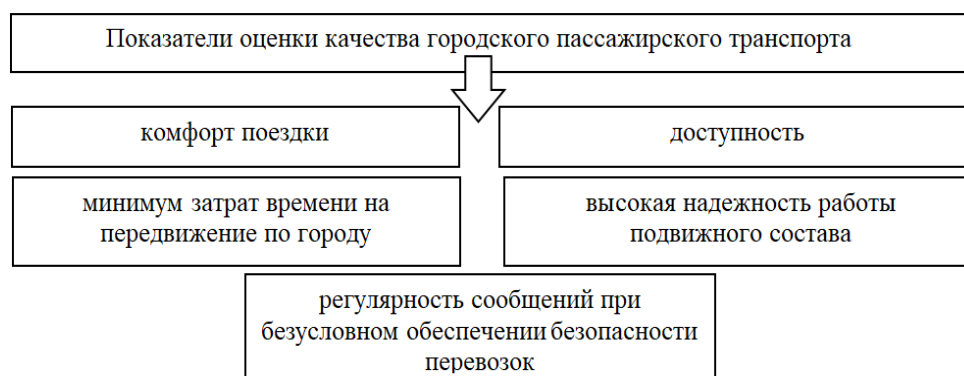 Показатели оценки качества городского пассажирского транспорта
комфорт поездки
доступность
минимум затрат времени на
передвижение по городу
высокая надежность работы
подвижного состава
регулярность сообщений при
безусловном обеспечении безопасности
перевозок